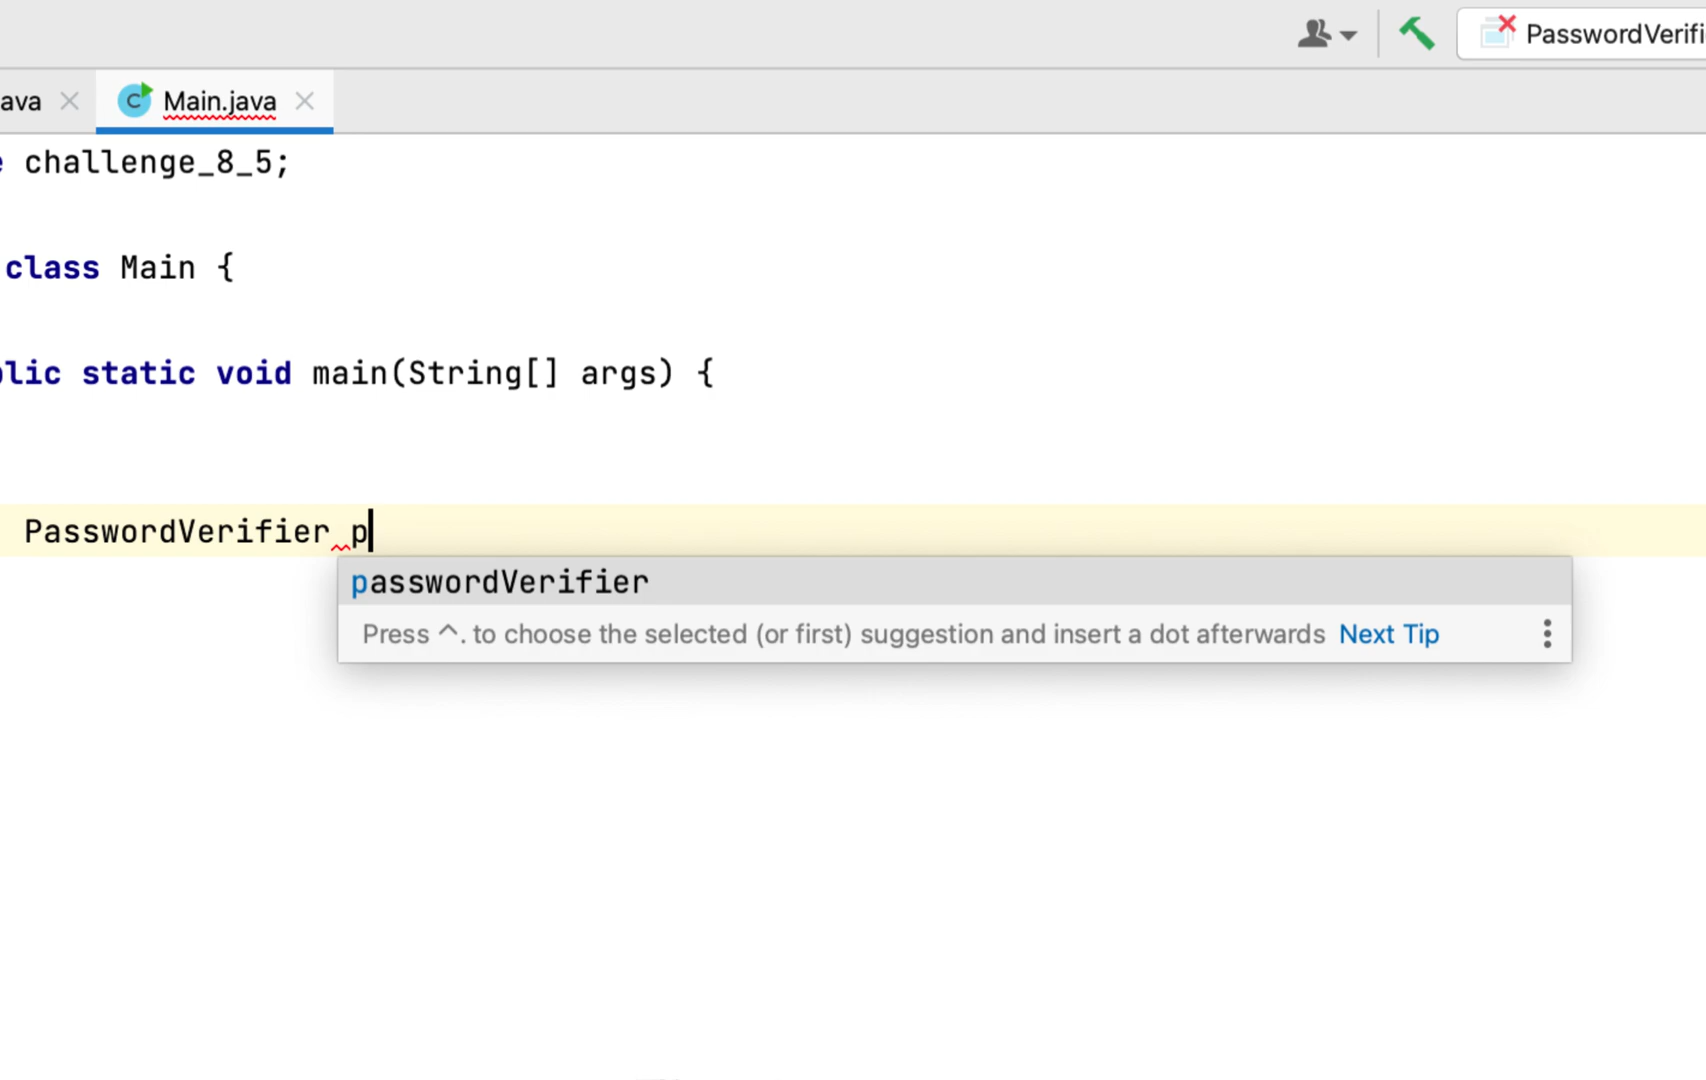 PasswordVerifi
ava
Main.java
challenge_8_5;
class Main {
static void main(String[] args) {
PasswordVerifier p
passwordVerifier
Press ^. to choose the selected (or first) suggestion and insert a dot afterwards Next Tip